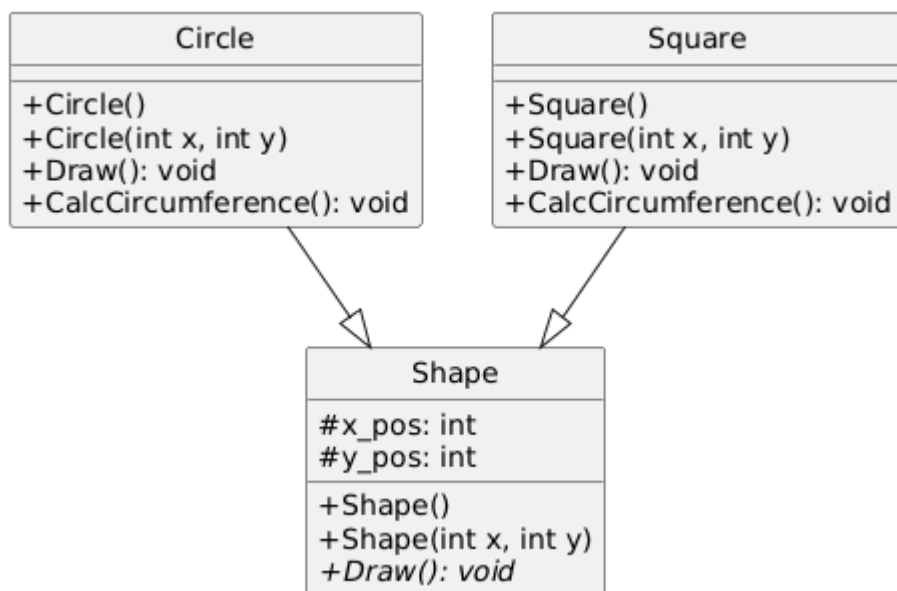 Circle
+Circle()
+Circle(int x, int y)
+Draw(): void
+CalcCircumference(): void
Square
+Square()
+Square(int x, int y)
+Draw(): void
+CalcCircumference(): void
Shape
#x_pos: int
#y_pos: int
+Shape()
+Shape(int x, int y)
+Draw(): void